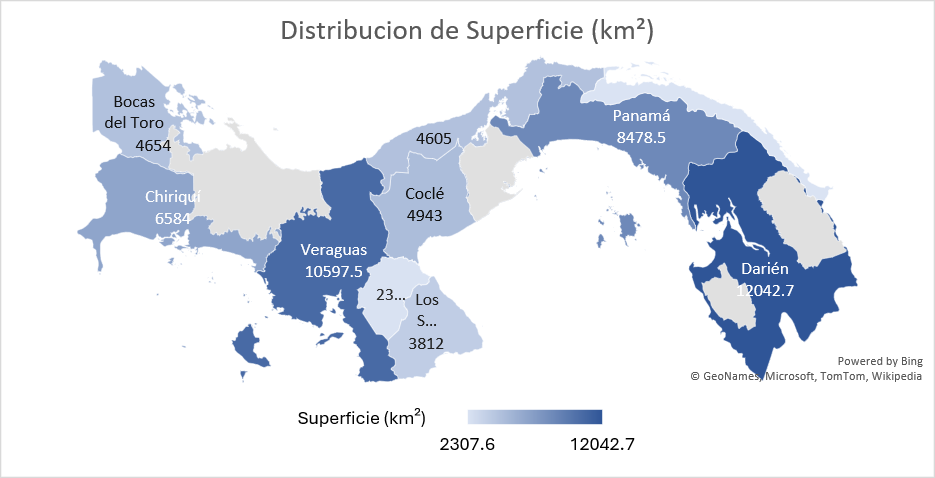 Distribucion de Superficie (km²)
Bocas
del Toro
4654
Chiriquí
6584
Veraguas
10597.5
4605
Coclé
4943
23...
Los
S...
3812
Panamá
8478.5
Darién
12042.7
Powered by Bing
© GeoNames, Microsoft, TomTom, Wikipedia
Superficie (km²)
2307.6 12042.7